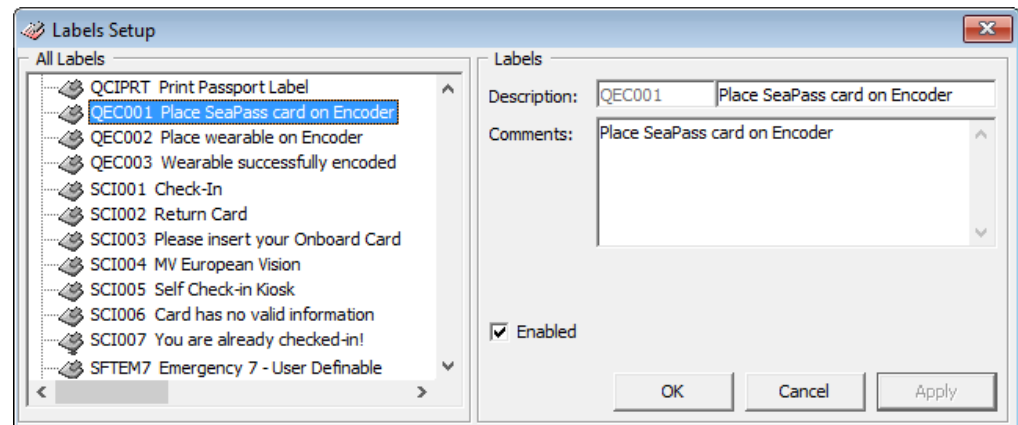 Labels Setup
All Labels
QCIPRT Print Passport Label
QEC001 Place SeaPass card on Encoder
QEC002 Place wearable on Encoder
QEC003 Wearable successfully encoded
SCI001 Check-In
SCI002 Return Card
SCI003 Please insert your Onboard Card
SCI004 MV European Vision
SCI005 Self Check-in Kiosk
SCI006 Card has no valid information
SCI007 You are already checked-in!
SFTEM7 Emergency 7 - User Definable
Labels
Description: QEC001 Place SeaPass card on Encoder
Comments: Place SeaPass card on Encoder
Enabled
OK Cancel Apply